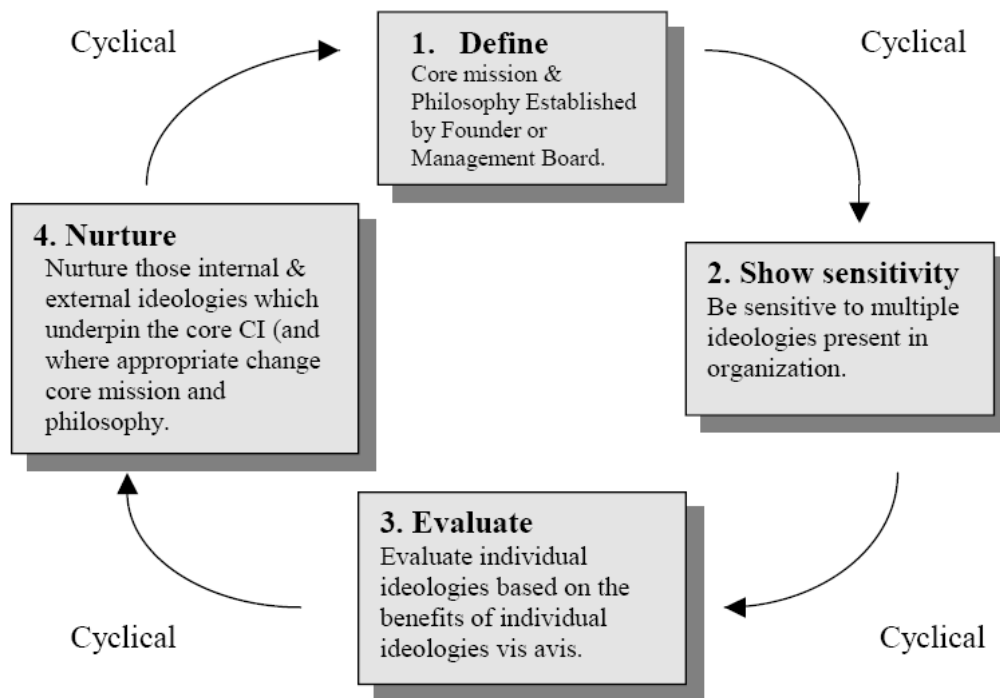 Cyclical
Cyclical
1. Define
Core mission &
Philosophy Established
by Founder or
Management Board.
2. Show sensitivity
Be sensitive to multiple
ideologies present in
organization.
3. Evaluate
Evaluate individual
ideologies based on the
benefits of individual
ideologies vis avis.
4. Nurture
Nurture those internal &
external ideologies which
underpin the core CI (and
where appropriate change
core mission and
philosophy.
Cyclical
Cyclical